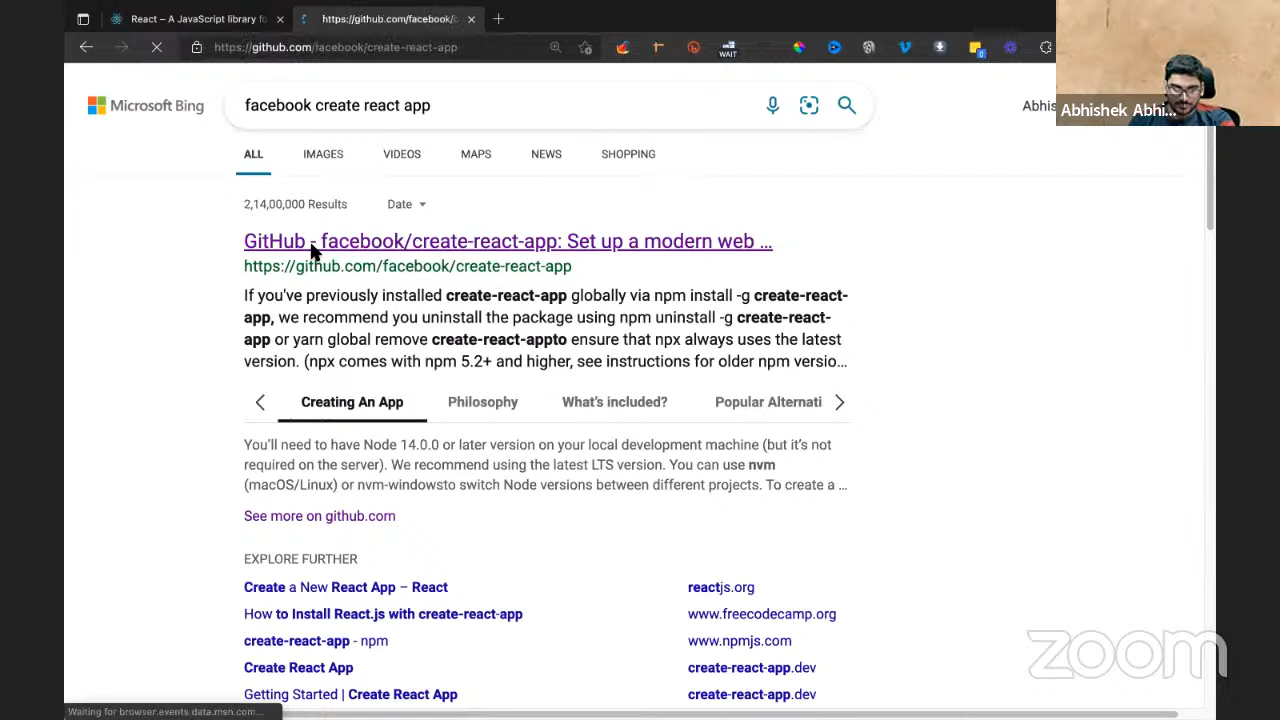 React – A JavaScript library fo
https://github.com/facebook/c
https://github.com/facebook/create-react-app
WAIT
0
Microsoft Bing
facebook create react app
Abhis
Abhishek Abhi...
ALL
IMAGES
VIDEOS
MAPS
NEWS
SHOPPING
2,14,00,000 Results
Date
GitHub - facebook/create-react-app: Set up a modern web ...
https://github.com/facebook/create-react-app
If you've previously installed create-react-app globally via npm install -g create-react-
app, we recommend you uninstall the package using npm uninstall -g create-react-
app or yarn global remove create-react-appto ensure that npx always uses the latest
version. (npx comes with npm 5.2+ and higher, see instructions for older npm versio...
Creating An App
Philosophy
What's included?
Popular Alternati
You'll need to have Node 14.0.0 or later version on your local development machine (but it's not
required on the server). We recommend using the latest LTS version. You can use nvm
(macOS/Linux) or nvm-windowsto switch Node versions between different projects. To create a ...
See more on github.com
EXPLORE FURTHER
Create a New React App – React
reactjs.org
How to Install React.js with create-react-app
www.freecodecamp.org
create-react-app - npm
www.npmjs.com
Create React App
create-react-app.dev
Getting Started | Create React App
create-react-app.dev
Waiting for browser.events.data.msn.com...
zoom